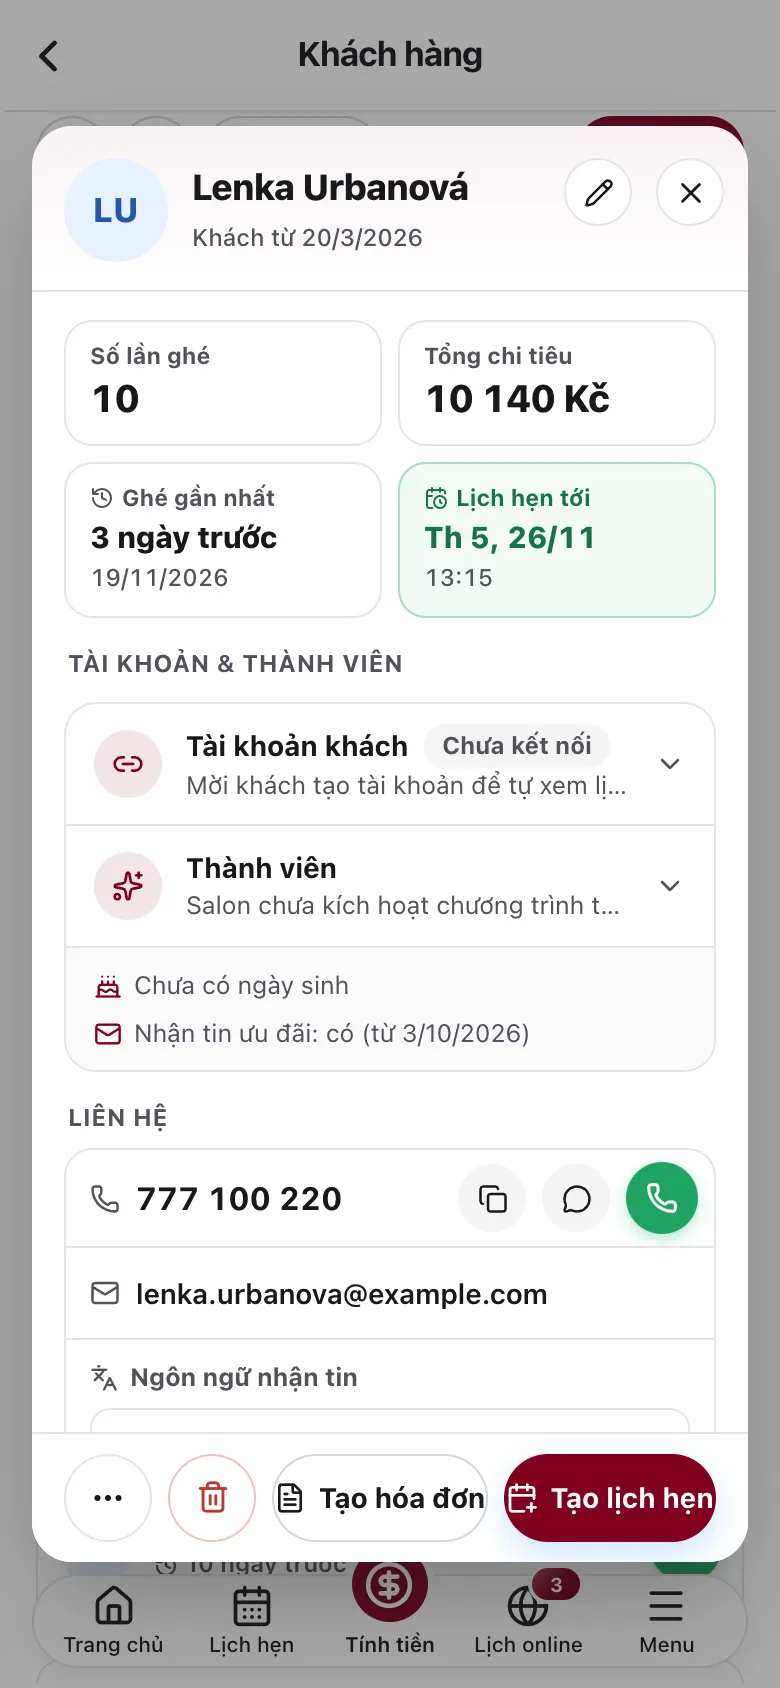 Khách hàng
LU
Lenka Urbanová
Khách từ 20/3/2026
Số lần ghé
10
Tổng chi tiêu
10 140 Kč
Ghé gần nhất
3 ngày trước
19/11/2026
Lịch hẹn tới
Th 5, 26/11
13:15
TÀI KHOẢN & THÀNH VIÊN
Tài khoản khách
Chưa kết nối
Mời khách tạo tài khoản để tự xem lị...
Thành viên
Salon chưa kích hoạt chương trình t...
Chưa có ngày sinh
Nhận tin ưu đãi: có (từ 3/10/2026)
LIÊN HỆ
777 100 220
lenka.urbanova@example.com
Ngôn ngữ nhận tin
Tạo hóa đơn
Tạo lịch hẹn
10 ngày trước
3
Trang chủ
Lịch hẹn
Tính tiền
Lịch online
Menu